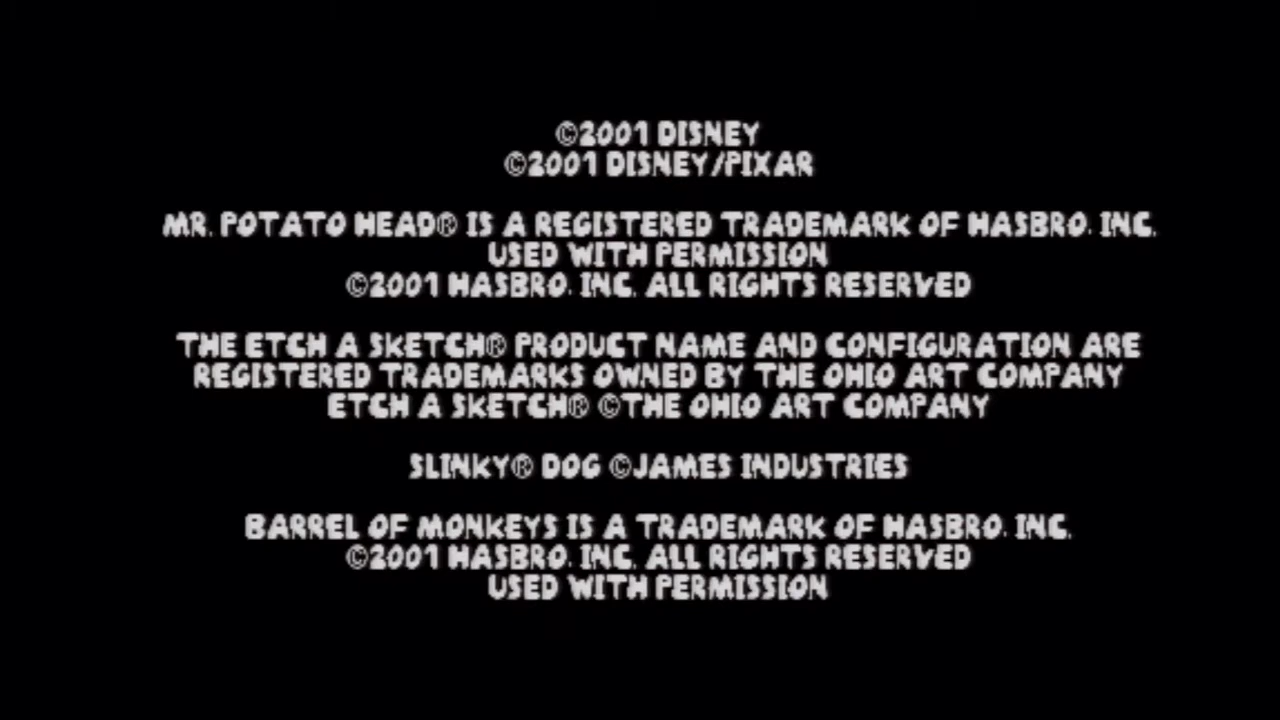 ©2001 DISNEY
©2001 DISNEY/PIXAR
MR. POTATO HEAD® IS A REGISTERED TRADEMARK OF HASBRO, INC.
USED WITH PERMISSION
©2001 HASBRO, INC. ALL RIGHTS RESERVED
THE ETCH A SKETCH® PRODUCT NAME AND CONFIGURATION ARE
REGISTERED TRADEMARKS OWNED BY THE OHIO ART COMPANY
ETCH A SKETCH® ©THE OHIO ART COMPANY
SLINKY® DOG ©JAMES INDUSTRIES
BARREL OF MONKEYS IS A TRADEMARK OF HASBRO, INC.
©2001 HASBRO, INC. ALL RIGHTS RESERVED
USED WITH PERMISSION